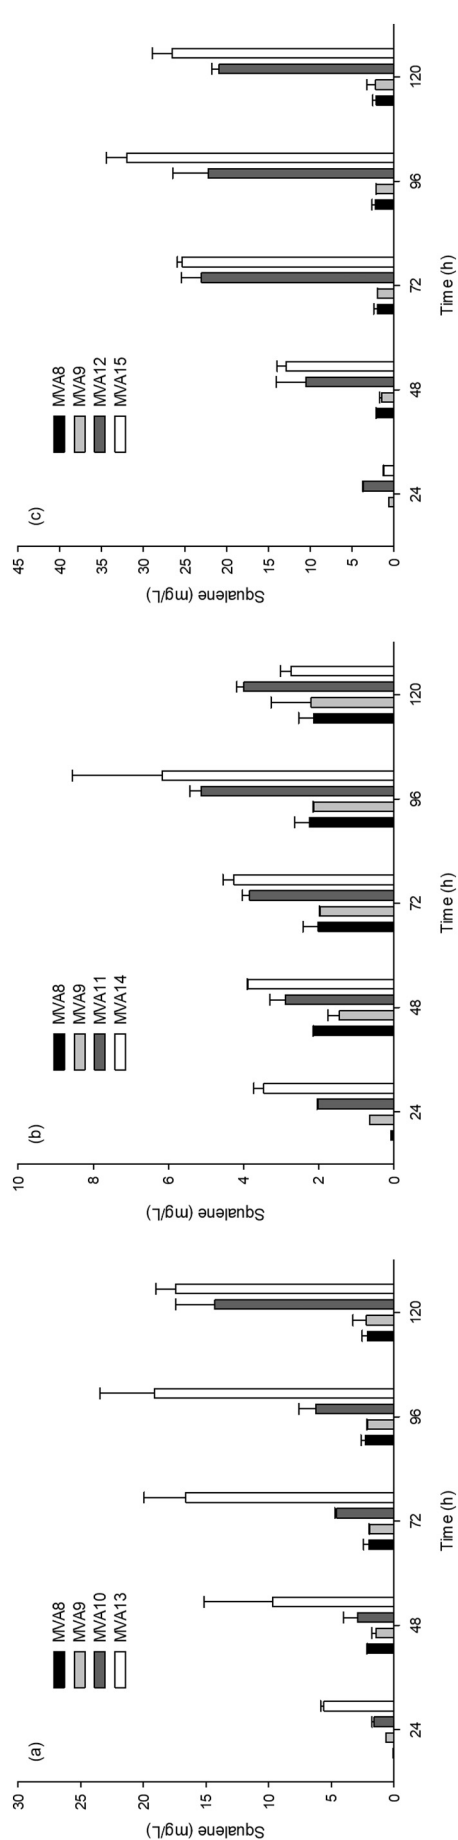 (a)
MVA8
MVA9
MVA10
MVA13
Squalene (mg/L)
30
25
20
15
10
5
0
24
48
72
96
120
Time (h)
(b)
MVA8
MVA9
MVA11
MVA14
Squalene (mg/L)
10
8
6
4
2
0
24
48
72
96
120
Time (h)
(c)
MVA8
MVA9
MVA12
MVA15
Squalene (mg/L)
45
40
35
30
25
20
15
10
5
0
24
48
72
96
120
Time (h)